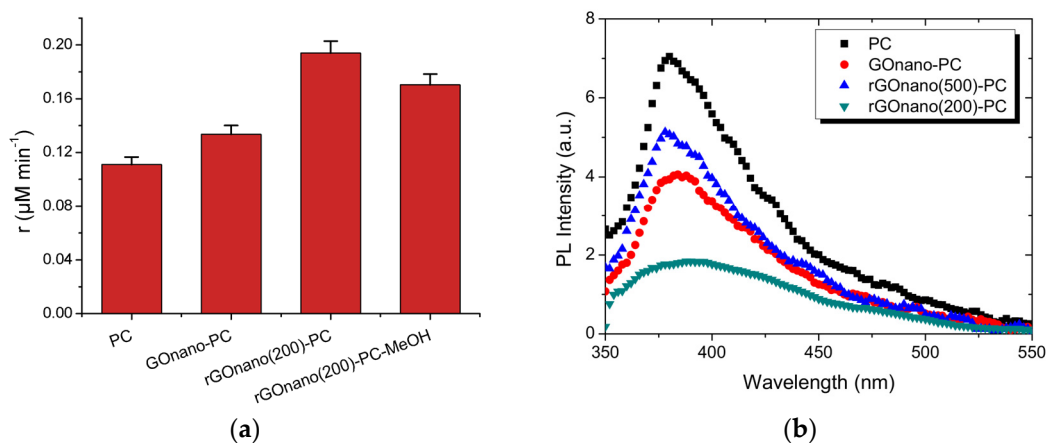 0.20
0.16
0.12
0.08
0.04
0.00
r (µM min⁻¹)
PC
GOnano-PC
rGOnano(200)-PC
rGOnano(200)-PC-MeOH
(a)
8
6
4
2
0
PL Intensity (a.u.)
PC
GOnano-PC
rGOnano(500)-PC
rGOnano(200)-PC
350 400 450 500 550
Wavelength (nm)
(b)